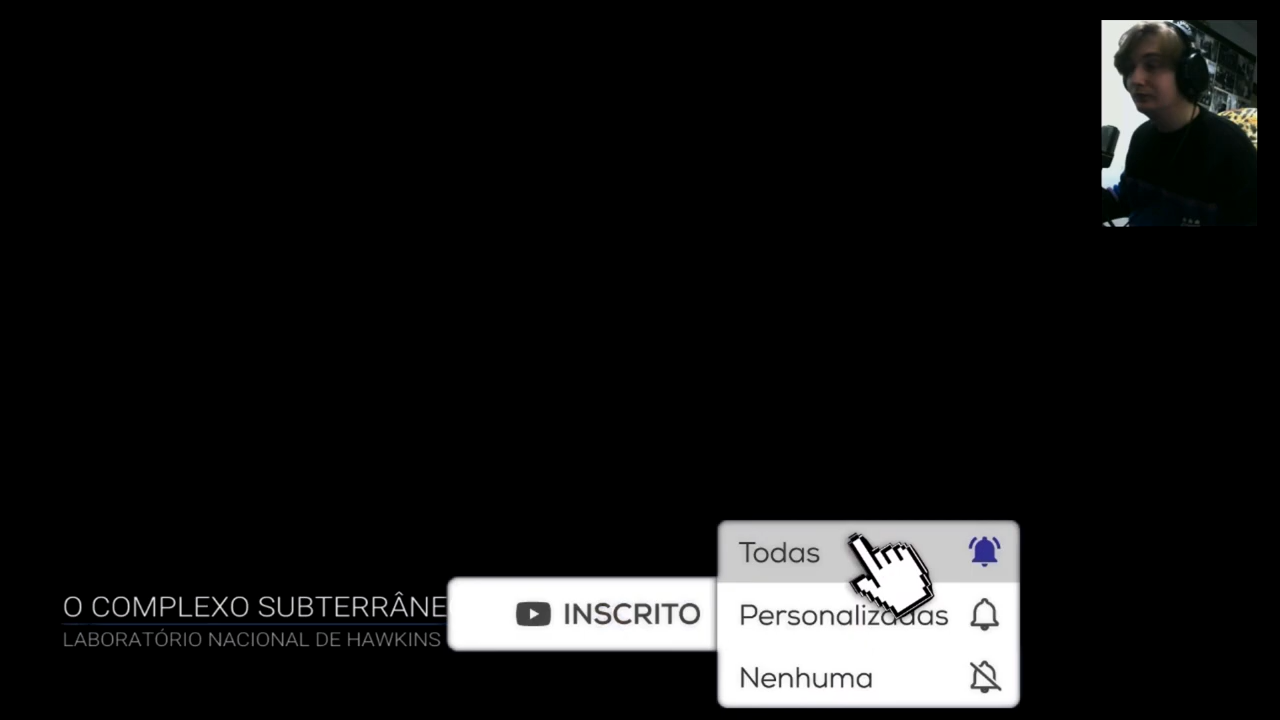 O COMPLEXO SUBTERRÂNE
LABORATÓRIO NACIONAL DE HAWKINS
INSCRITO
Todas
Personalizadas
Nenhuma